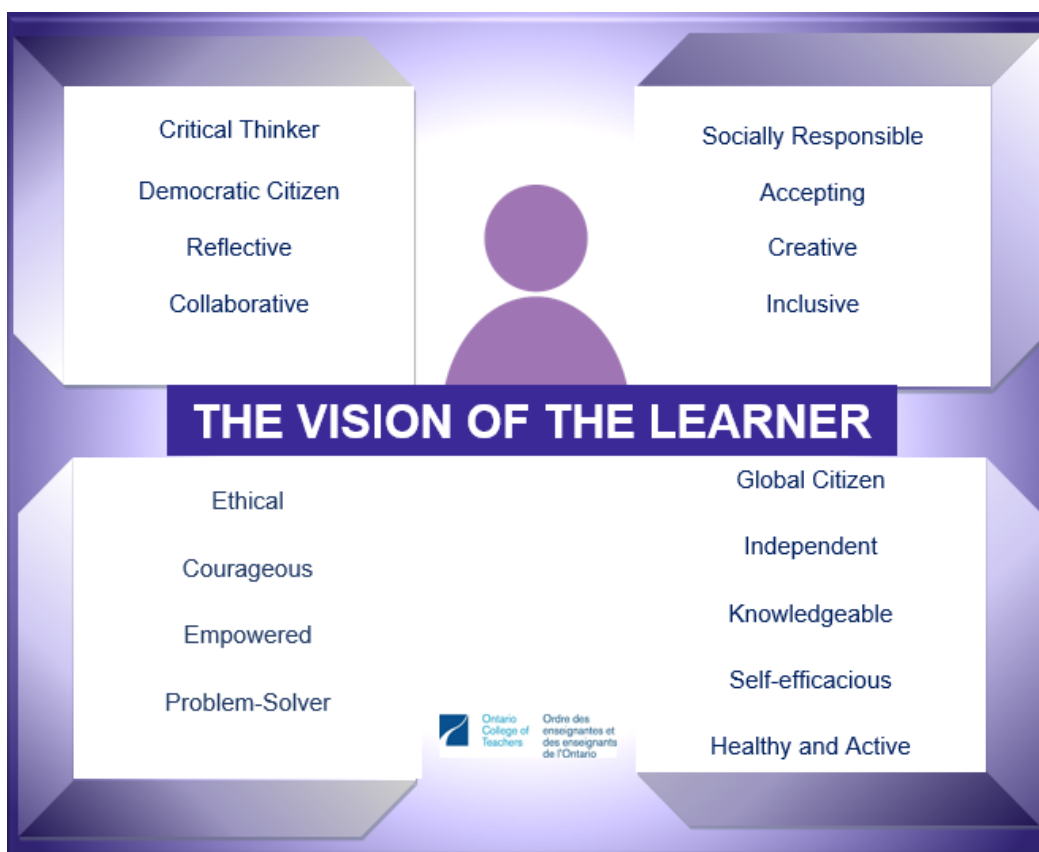 Critical Thinker
Democratic Citizen
Reflective
Collaborative
Socially Responsible
Accepting
Creative
Inclusive
THE VISION OF THE LEARNER
Ethical
Courageous
Empowered
Problem-Solver
Global Citizen
Independent
Knowledgeable
Self-efficacious
Healthy and Active
Ontario
College of
Teachers
Ordre des
enseignantes et
des enseignants
de l'Ontario